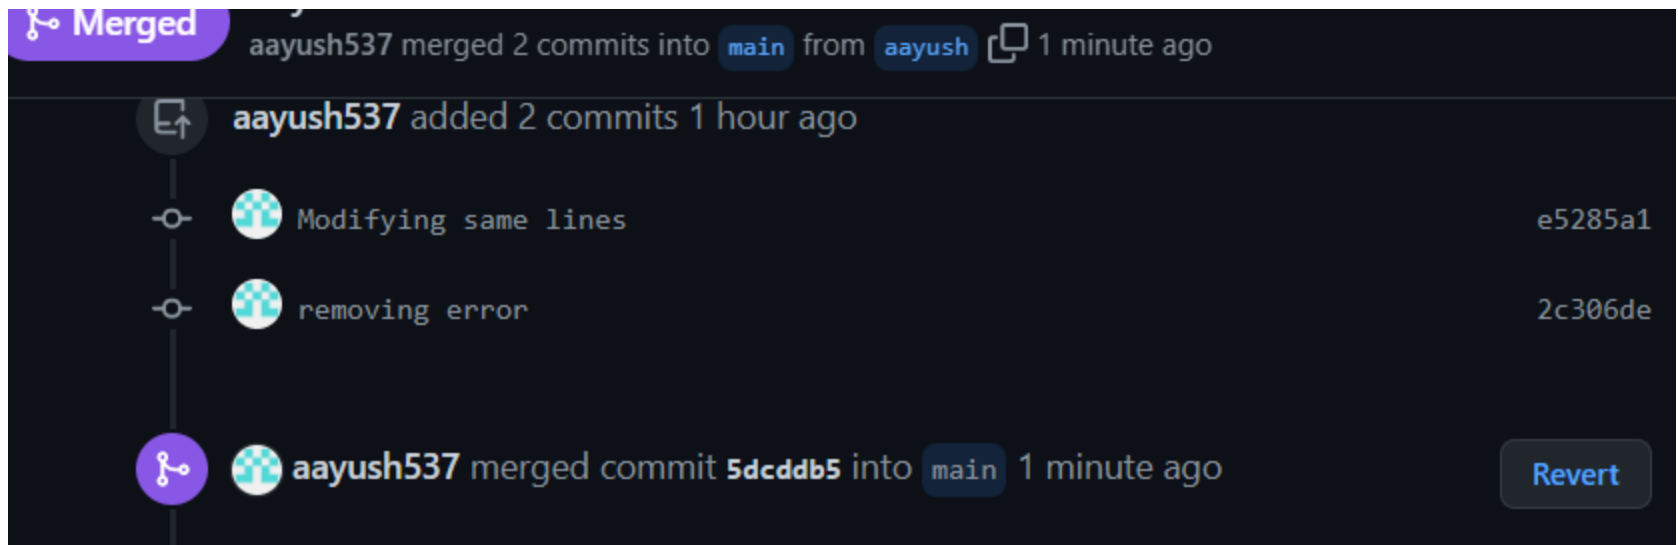 Merged
aayush537 merged 2 commits into main from aayush 1 minute ago
aayush537 added 2 commits 1 hour ago
Modifying same lines e5285a1
removing error 2c306de
aayush537 merged commit 5dcddb5 into main 1 minute ago Revert